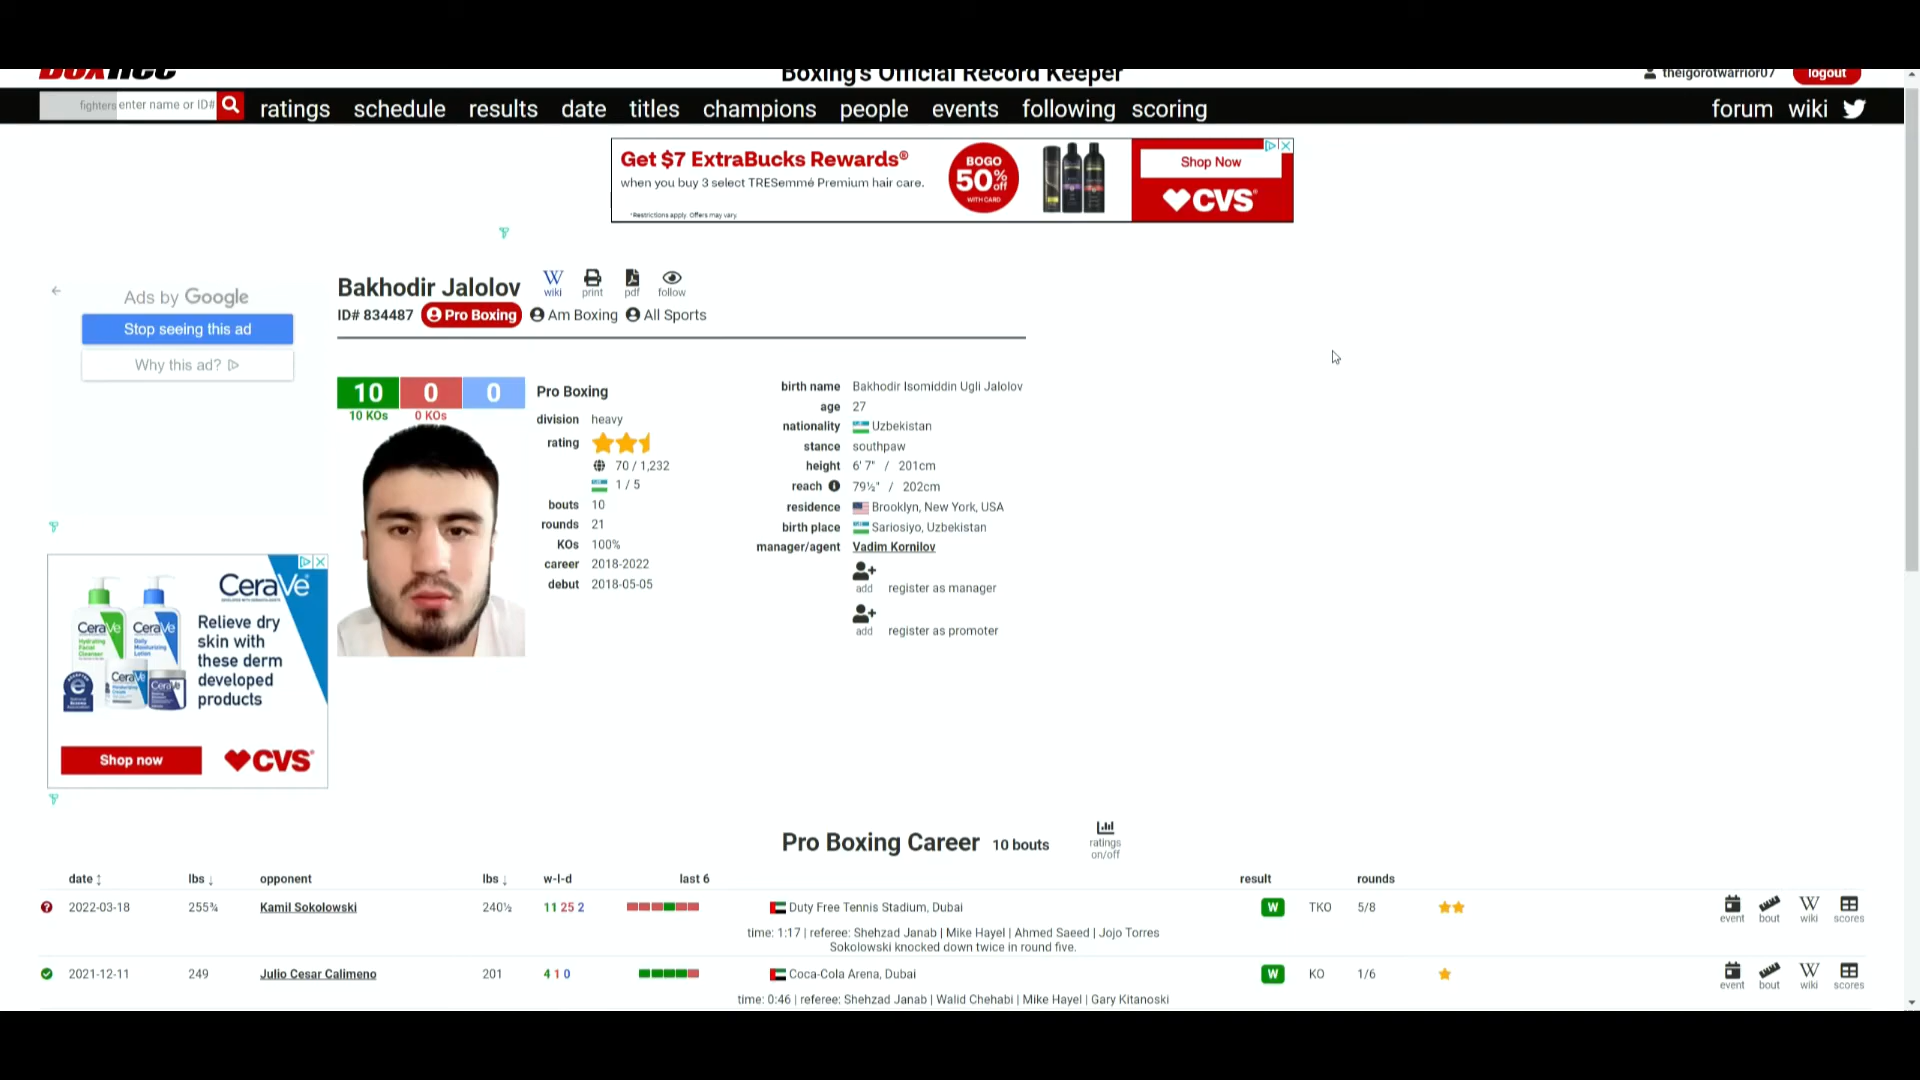 BoxRec
Boxing's Official Record Keeper
theigorotwarrior07 logout
fighters enter name or ID# ratings schedule results date titles champions people events following scoring forum wiki
Get $7 ExtraBucks Rewards®
when you buy 3 select TRESemmé Premium hair care.
*Restrictions apply. Offers may vary.
BOGO
50% off
WITH CARD
Shop Now
CVS
Ads by Google
Stop seeing this ad
Why this ad?
Bakhodir Jalolov
wiki print pdf follow
ID# 834487 Pro Boxing Am Boxing All Sports
10 0 0
10 KOs 0 KOs
Pro Boxing
division heavy
rating
70 / 1,232
1 / 5
bouts 10
rounds 21
KOs 100%
career 2018-2022
debut 2018-05-05
birth name Bakhodir Isomiddin Ugli Jalolov
age 27
nationality Uzbekistan
stance southpaw
height 6′ 7″ / 201cm
reach 79½″ / 202cm
residence Brooklyn, New York, USA
birth place Sariosiyo, Uzbekistan
manager/agent Vadim Kornilov
add register as manager
add register as promoter
CeraVe
Relieve dry
skin with
these derm
developed
products
Shop now
CVS
Pro Boxing Career 10 bouts
ratings
on/off
date lbs opponent lbs w-l-d last 6 result rounds
2022-03-18 255¾ Kamil Sokolowski 240½ 11 25 2 Duty Free Tennis Stadium, Dubai W TKO 5/8 event bout wiki scores
time: 1:17 | referee: Shehzad Janab | Mike Hayel | Ahmed Saeed | Jojo Torres
Sokolowski knocked down twice in round five.
2021-12-11 249 Julio Cesar Calimeno 201 4 1 0 Coca-Cola Arena, Dubai W KO 1/6 event bout wiki scores
time: 0:46 | referee: Shehzad Janab | Walid Chehabi | Mike Hayel | Gary Kitanoski